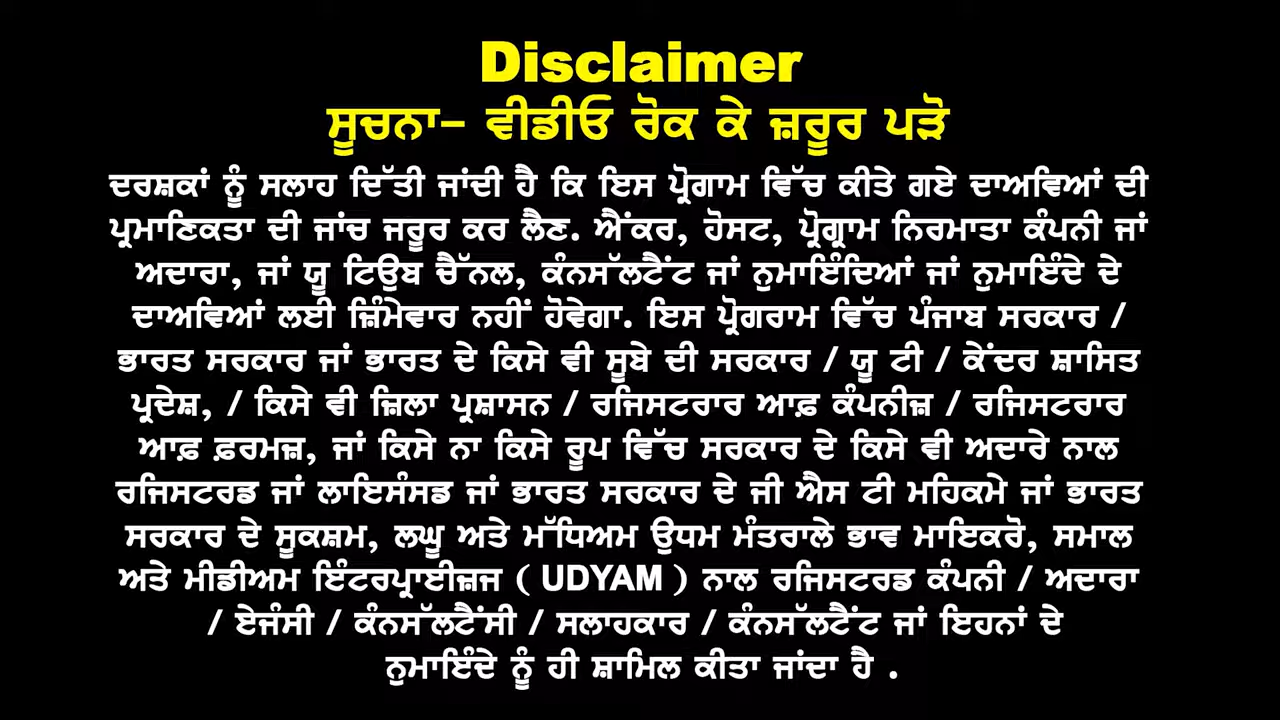 Disclaimer
ਸੂਚਨਾ- ਵੀਡੀਓ ਰੋਕ ਕੇ ਜ਼ਰੂਰ ਪੜੋ
ਦਰਸ਼ਕਾਂ ਨੂੰ ਸਲਾਹ ਦਿੱਤੀ ਜਾਂਦੀ ਹੈ ਕਿ ਇਸ ਪ੍ਰੋਗਾਮ ਵਿੱਚ ਕੀਤੇ ਗਏ ਦਾਅਵਿਆਂ ਦੀ
ਪ੍ਰਮਾਣਿਕਤਾ ਦੀ ਜਾਂਚ ਜਰੂਰ ਕਰ ਲੈਣ. ਐਂਕਰ, ਹੋਸਟ, ਪ੍ਰੋਗ੍ਰਾਮ ਨਿਰਮਾਤਾ ਕੰਪਨੀ ਜਾਂ
ਅਦਾਰਾ, ਜਾਂ ਯੂ ਟਿਉਬ ਚੈੱਨਲ, ਕੰਨਸੱਲਟੈਂਟ ਜਾਂ ਨੁਮਾਇੰਦਿਆਂ ਜਾਂ ਨੁਮਾਇੰਦੇ ਦੇ
ਦਾਅਵਿਆਂ ਲਈ ਜ਼ਿੰਮੇਵਾਰ ਨਹੀਂ ਹੋਵੇਗਾ. ਇਸ ਪ੍ਰੋਗਰਾਮ ਵਿੱਚ ਪੰਜਾਬ ਸਰਕਾਰ /
ਭਾਰਤ ਸਰਕਾਰ ਜਾਂ ਭਾਰਤ ਦੇ ਕਿਸੇ ਵੀ ਸੂਬੇ ਦੀ ਸਰਕਾਰ / ਯੂ ਟੀ / ਕੇਂਦਰ ਸ਼ਾਸਿਤ
ਪ੍ਰਦੇਸ਼, / ਕਿਸੇ ਵੀ ਜ਼ਿਲਾ ਪ੍ਰਸ਼ਾਸਨ / ਰਜਿਸਟਰਾਰ ਆਫ਼ ਕੰਪਨੀਜ਼ / ਰਜਿਸਟਰਾਰ
ਆਫ਼ ਫ਼ਰਮਜ਼, ਜਾਂ ਕਿਸੇ ਨਾ ਕਿਸੇ ਰੂਪ ਵਿੱਚ ਸਰਕਾਰ ਦੇ ਕਿਸੇ ਵੀ ਅਦਾਰੇ ਨਾਲ
ਰਜਿਸਟਰਡ ਜਾਂ ਲਾਇਸੰਸਡ ਜਾਂ ਭਾਰਤ ਸਰਕਾਰ ਦੇ ਜੀ ਐਸ ਟੀ ਮਹਿਕਮੇ ਜਾਂ ਭਾਰਤ
ਸਰਕਾਰ ਦੇ ਸੂਕਸ਼ਮ, ਲਘੂ ਅਤੇ ਮੱਧਿਅਮ ਉਧਮ ਮੰਤਰਾਲੇ ਭਾਵ ਮਾਇਕਰੋ, ਸਮਾਲ
ਅਤੇ ਮੀਡੀਅਮ ਇੰਟਰਪ੍ਰਾਈਜ਼ਜ ( UDYAM ) ਨਾਲ ਰਜਿਸਟਰਡ ਕੰਪਨੀ / ਅਦਾਰਾ
/ ਏਜੰਸੀ / ਕੰਨਸੱਲਟੈਂਸੀ / ਸਲਾਹਕਾਰ / ਕੰਨਸੱਲਟੈਂਟ ਜਾਂ ਇਹਨਾਂ ਦੇ
ਨੁਮਾਇੰਦੇ ਨੂੰ ਹੀ ਸ਼ਾਮਿਲ ਕੀਤਾ ਜਾਂਦਾ ਹੈ .